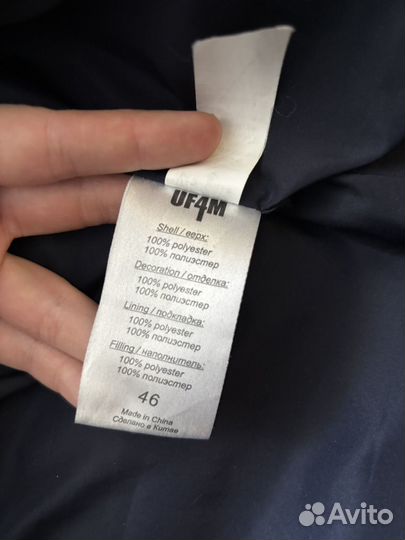 UF4M
Shell / верх:
100% polyester
100% полиэстер
Decoration / отделка:
100% polyester
100% полиэстер
Lining / подкладка:
100% polyester
100% полиэстер
Filling / наполнитель:
100% polyester
100% полиэстер
46
Made in China
Сделано в Китае
Avito